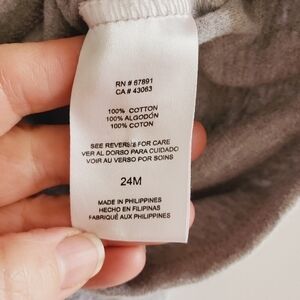 RN # 67891
CA # 43063
100% COTTON
100% ALGODÓN
100% COTON
SEE REVERSE FOR CARE
VER AL DORSO PARA CUIDADO
VOIR AU VERSO POR SOINS
24M
MADE IN PHILIPPINES
HECHO EN FILIPINAS
FABRIQUÉ AUX PHILIPPINES